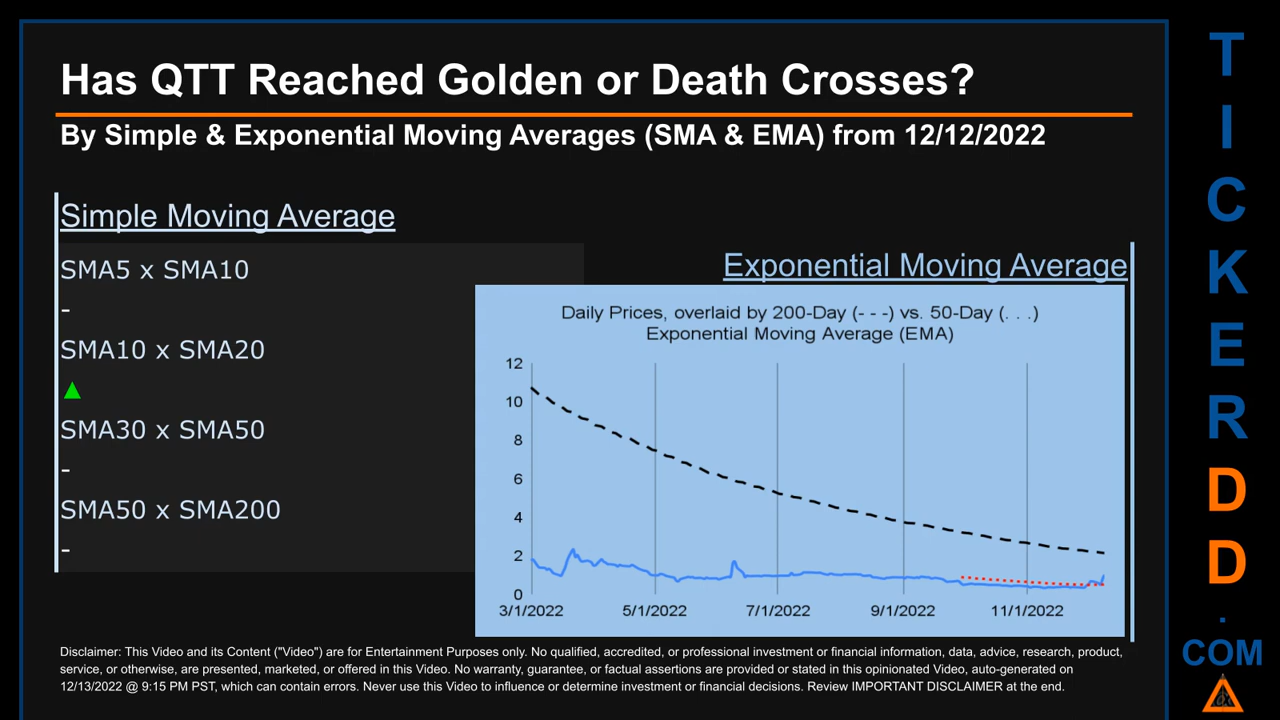 Has QTT Reached Golden or Death Crosses?
By Simple & Exponential Moving Averages (SMA & EMA) from 12/12/2022
Simple Moving Average
SMA5 x SMA10
-
SMA10 x SMA20
▲
SMA30 x SMA50
-
SMA50 x SMA200
-
Exponential Moving Average
Daily Prices, overlaid by 200-Day (- - -) vs. 50-Day (. . .)
Exponential Moving Average (EMA)
12
10
8
6
4
2
0
3/1/2022 5/1/2022 7/1/2022 9/1/2022 11/1/2022
Disclaimer: This Video and its Content ("Video") are for Entertainment Purposes only. No qualified, accredited, or professional investment or financial information, data, advice, research, product,
service, or otherwise, are presented, marketed, or offered in this Video. No warranty, guarantee, or factual assertions are provided or stated in this opinionated Video, auto-generated on
12/13/2022 @ 9:15 PM PST, which can contain errors. Never use this Video to influence or determine investment or financial decisions. Review IMPORTANT DISCLAIMER at the end.
T
I
C
K
E
R
D
D
.
COM